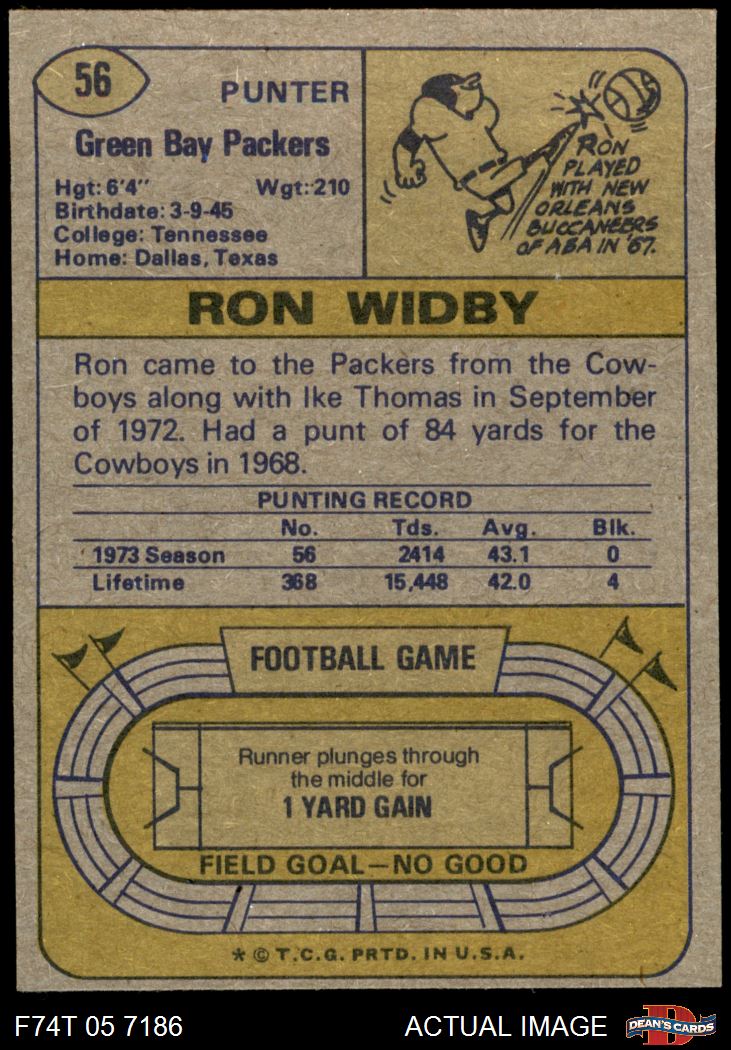 56
PUNTER
Green Bay Packers
Hgt: 6'4" Wgt: 210
Birthdate: 3-9-45
College: Tennessee
Home: Dallas, Texas
RON
PLAYED
WITH NEW
ORLEANS
BUCCANEERS
OF ABA IN '67.
RON WIDBY
Ron came to the Packers from the Cow-
boys along with Ike Thomas in September
of 1972. Had a punt of 84 yards for the
Cowboys in 1968.
PUNTING RECORD
No. Tds. Avg. Blk.
1973 Season 56 2414 43.1 0
Lifetime 368 15,448 42.0 4
FOOTBALL GAME
Runner plunges through
the middle for
1 YARD GAIN
FIELD GOAL—NO GOOD
* © T.C.G. PRTD. IN U.S.A.
F74T 05 7186 ACTUAL IMAGE
D
DEAN'S CARDS